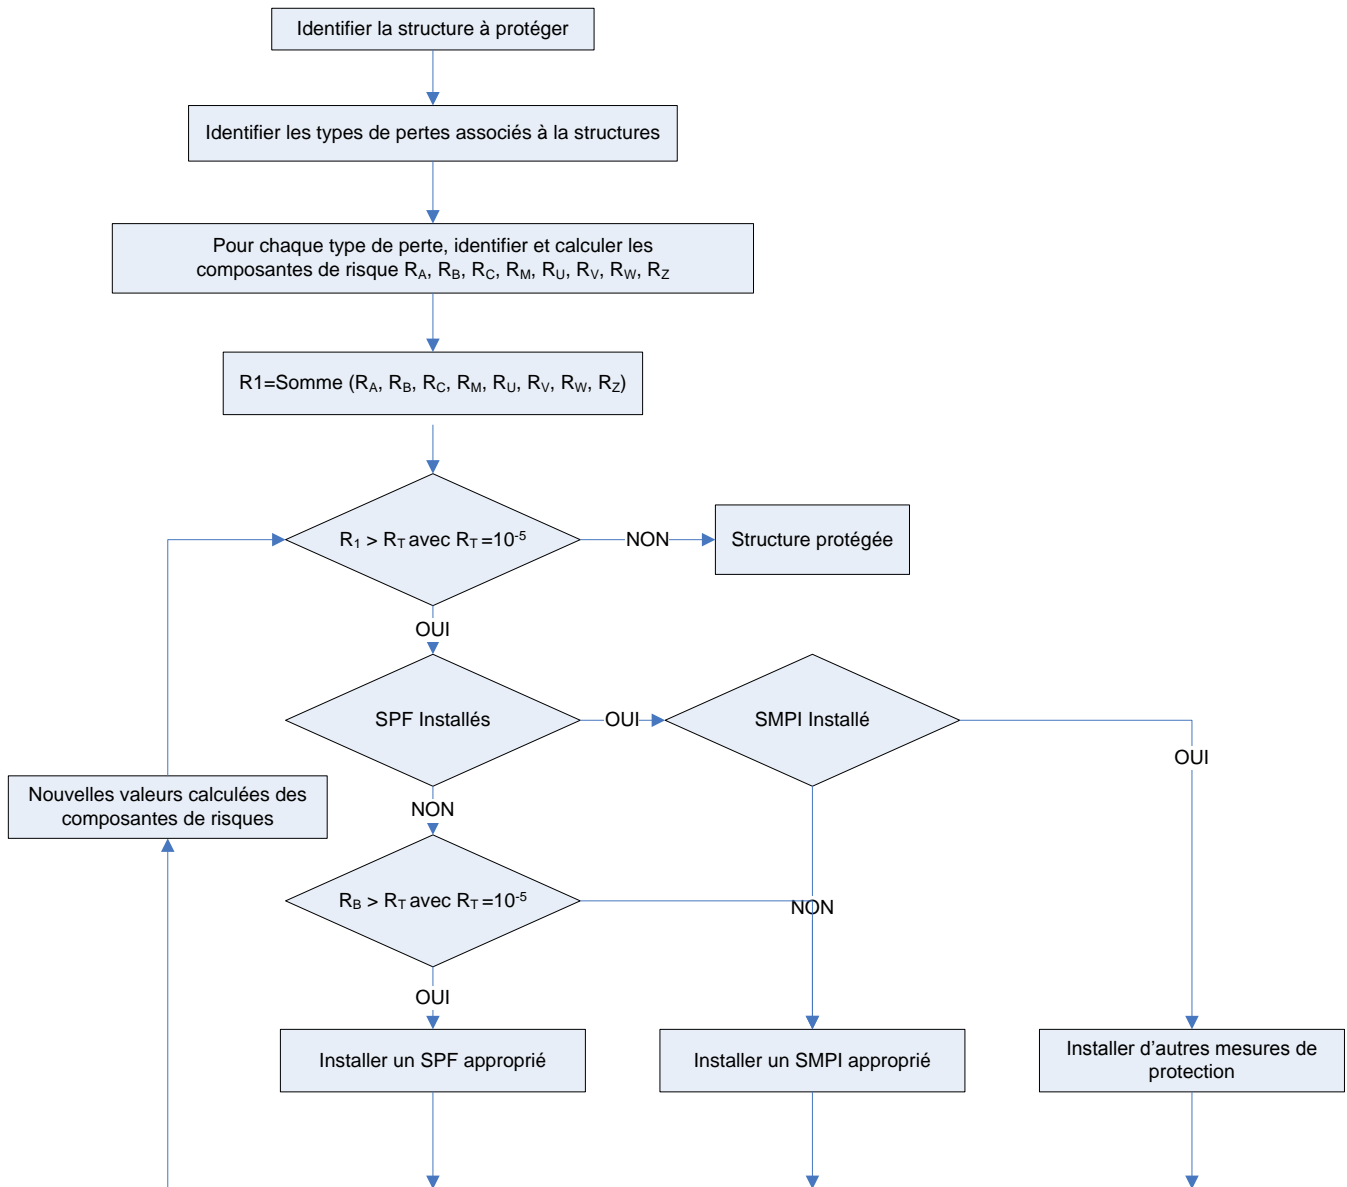 Identifier la structure à protéger
Identifier les types de pertes associés à la structures
Pour chaque type de perte, identifier et calculer les
composantes de risque RA, RB, RC, RM, RU, RV, RW, RZ
R1=Somme (RA, RB, RC, RM, RU, RV, RW, RZ)
R1 > RT avec RT =10-5
NON
Structure protégée
OUI
SPF Installés
OUI
SMPI Installé
OUI
Nouvelles valeurs calculées des
composantes de risques
NON
RB > RT avec RT =10-5
NON
OUI
Installer un SPF approprié
Installer un SMPI approprié
Installer d'autres mesures de
protection